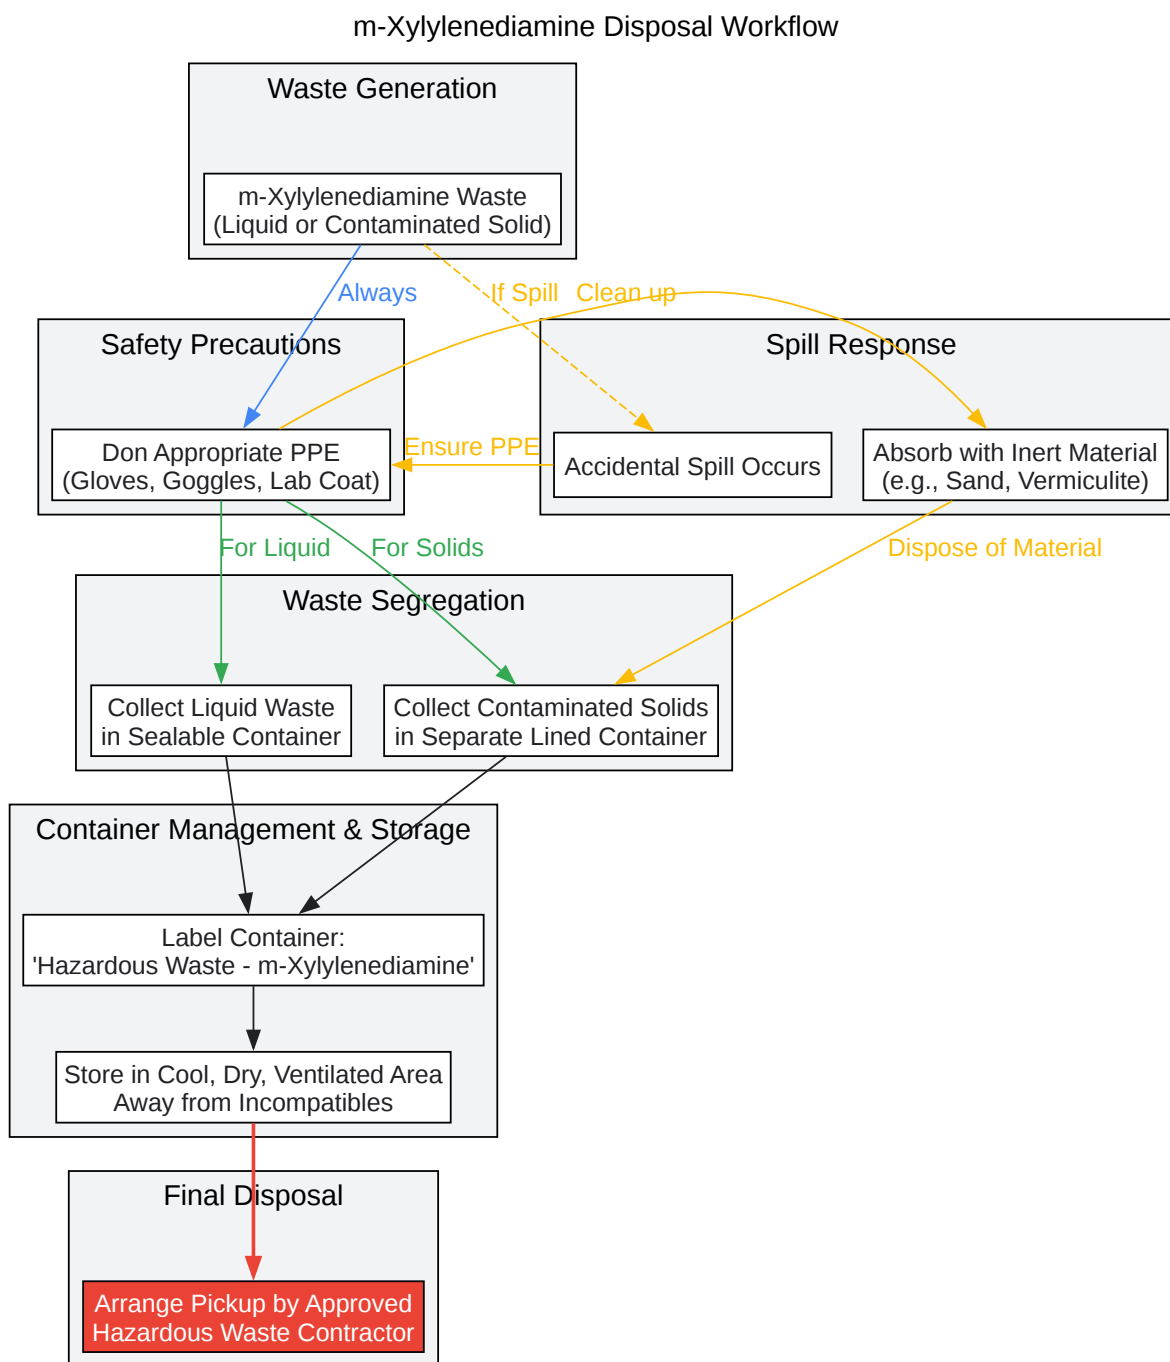 m-Xylylenediamine Disposal Workflow
Waste Generation
m-Xylylenediamine Waste
(Liquid or Contaminated Solid)
Always
If Spill
Clean up
Safety Precautions
Spill Response
Don Appropriate PPE
(Gloves, Goggles, Lab Coat)
Ensure PPE
Accidental Spill Occurs
Absorb with Inert Material
(e.g., Sand, Vermiculite)
For Liquid
For Solids
Dispose of Material
Waste Segregation
Collect Liquid Waste
in Sealable Container
Collect Contaminated Solids
in Separate Lined Container
Container Management & Storage
Label Container:
'Hazardous Waste - m-Xylylenediamine'
Store in Cool, Dry, Ventilated Area
Away from Incompatibles
Final Disposal
Arrange Pickup by Approved
Hazardous Waste Contractor